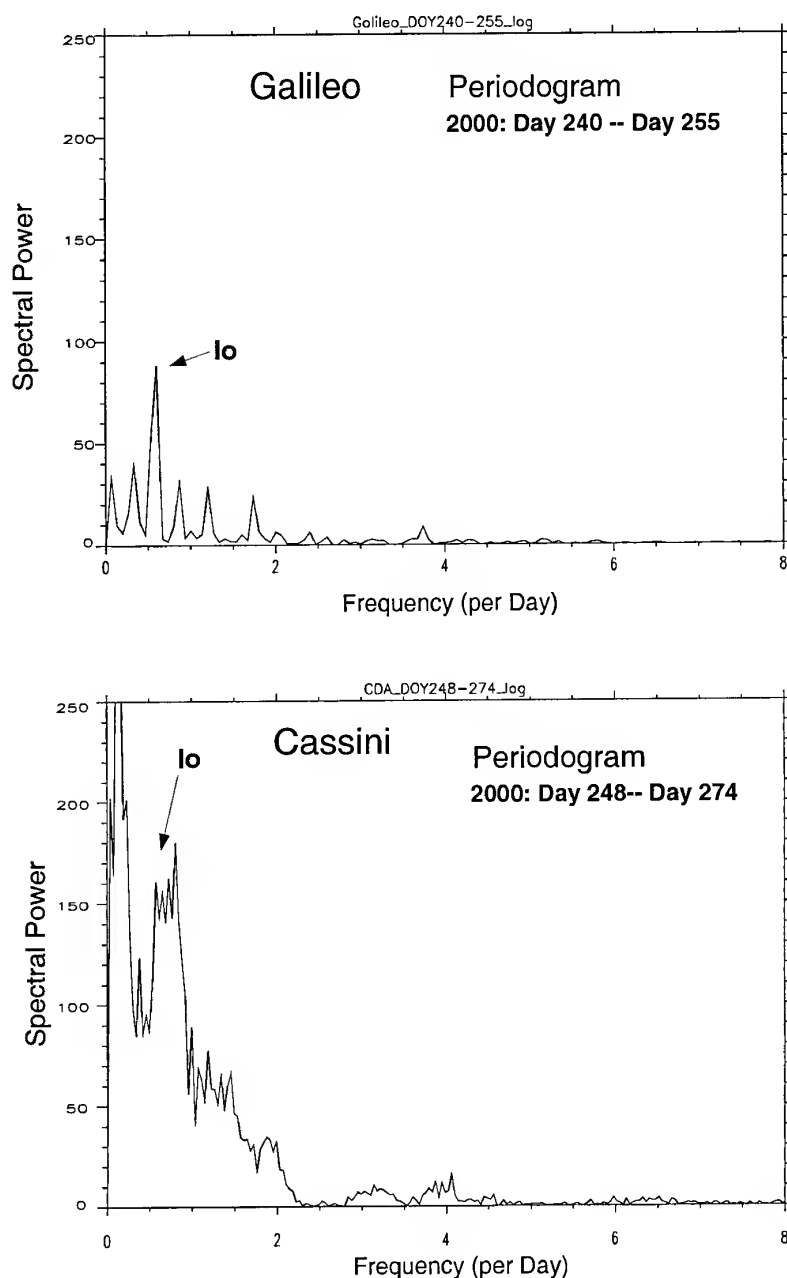 Galileo_DOY240-255_log
Galileo
Periodogram
2000: Day 240 -- Day 255
Io
Spectral Power
250
200
150
100
50
0
0 2 4 6 8
Frequency (per Day)
CDA_DOY248-274_log
Cassini
Periodogram
2000: Day 248-- Day 274
Io
Spectral Power
250
200
150
100
50
0
0 2 4 6 8
Frequency (per Day)